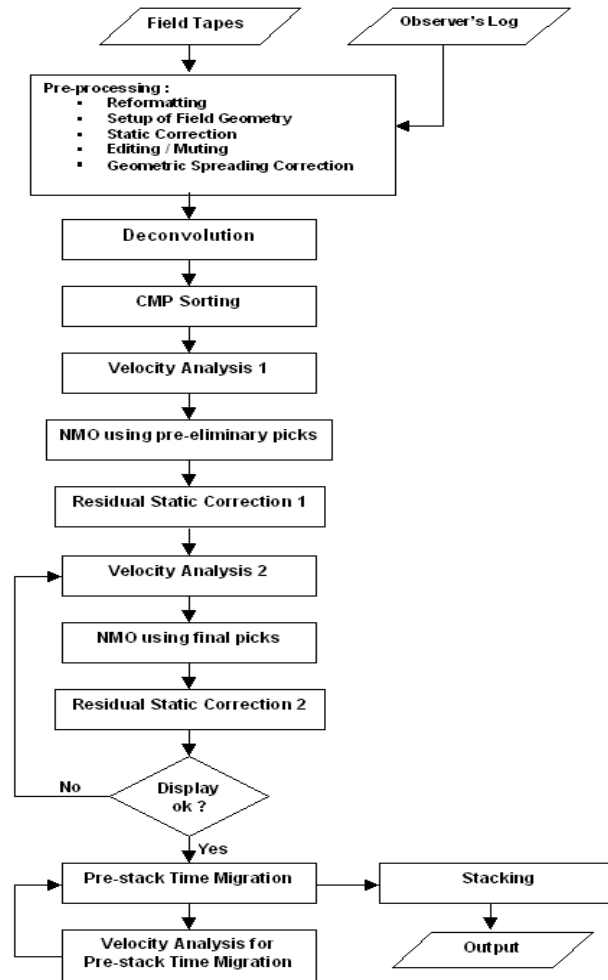 Field Tapes
Observer's Log
Pre-processing :
▪ Reformatting
▪ Setup of Field Geometry
▪ Static Correction
▪ Editing / Muting
▪ Geometric Spreading Correction
Deconvolution
CMP Sorting
Velocity Analysis 1
NMO using pre-eliminary picks
Residual Static Correction 1
Velocity Analysis 2
NMO using final picks
Residual Static Correction 2
No
Display
ok ?
Yes
Pre-stack Time Migration
Stacking
Velocity Analysis for
Pre-stack Time Migration
Output